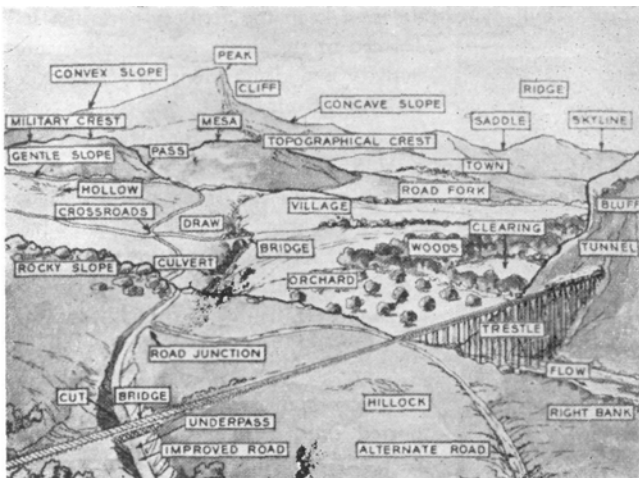 PEAK
CONVEX SLOPE
CLIFF
RIDGE
CONCAVE SLOPE
MILITARY CREST
MESA
SADDLE
SKYLINE
TOPOGRAPHICAL CREST
GENTLE SLOPE
PASS
TOWN
HOLLOW
ROAD FORK
VILLAGE
BLUFF
CROSSROADS
DRAW
CLEARING
BRIDGE
WOODS
TUNNEL
ROCKY SLOPE
CULVERT
ORCHARD
TRESTLE
ROAD JUNCTION
FLOW
CUT
BRIDGE
HILLOCK
RIGHT BANK
UNDERPASS
IMPROVED ROAD
ALTERNATE ROAD